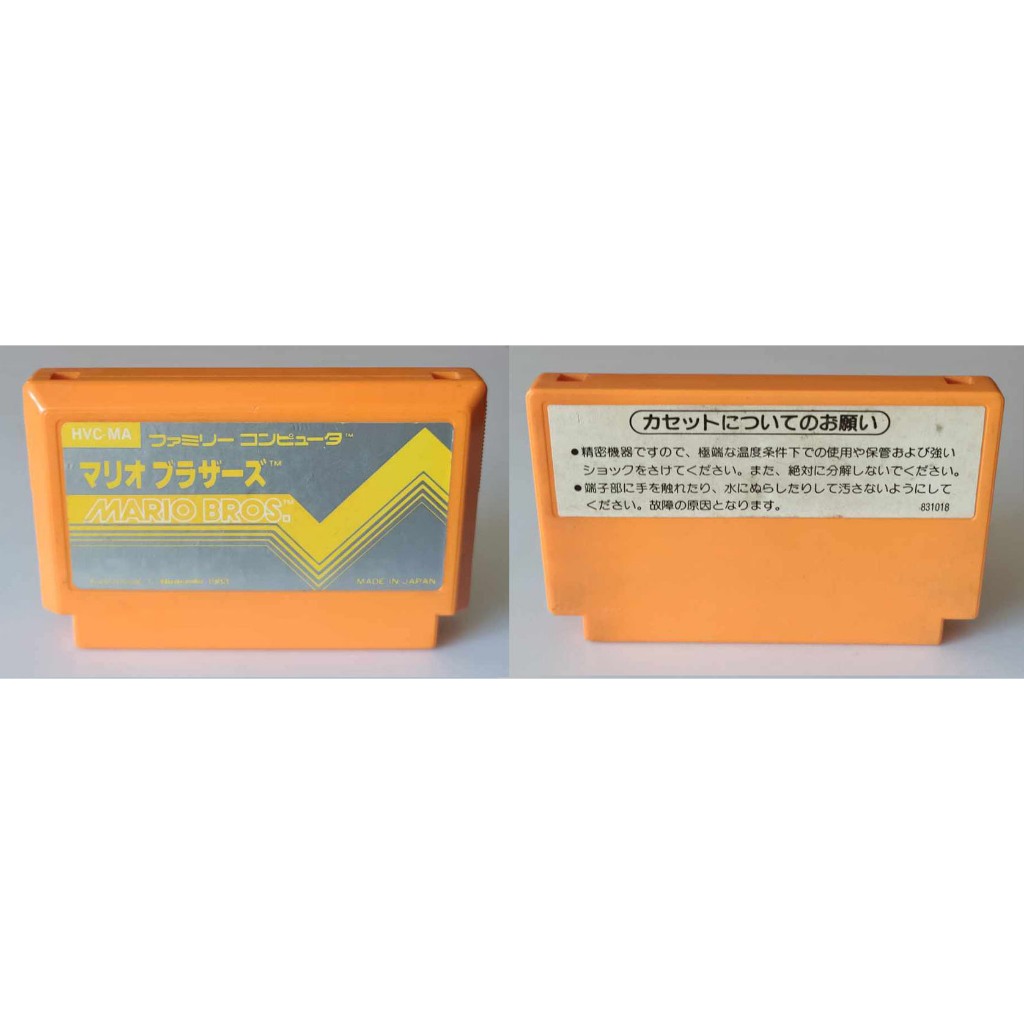 HVC-MA
ファミリー コンピュータ™
マリオ ブラザーズ™
MARIO BROS.™
MADE IN JAPAN
カセットについてのお願い
●精密機器ですので、極端な温度条件下での使用や保管および強い
ショックをさけてください。また、絶対に分解しないでください。
●端子部に手を触れたり、水にぬらしたりして汚さないようにして
ください。故障の原因となります。
831018